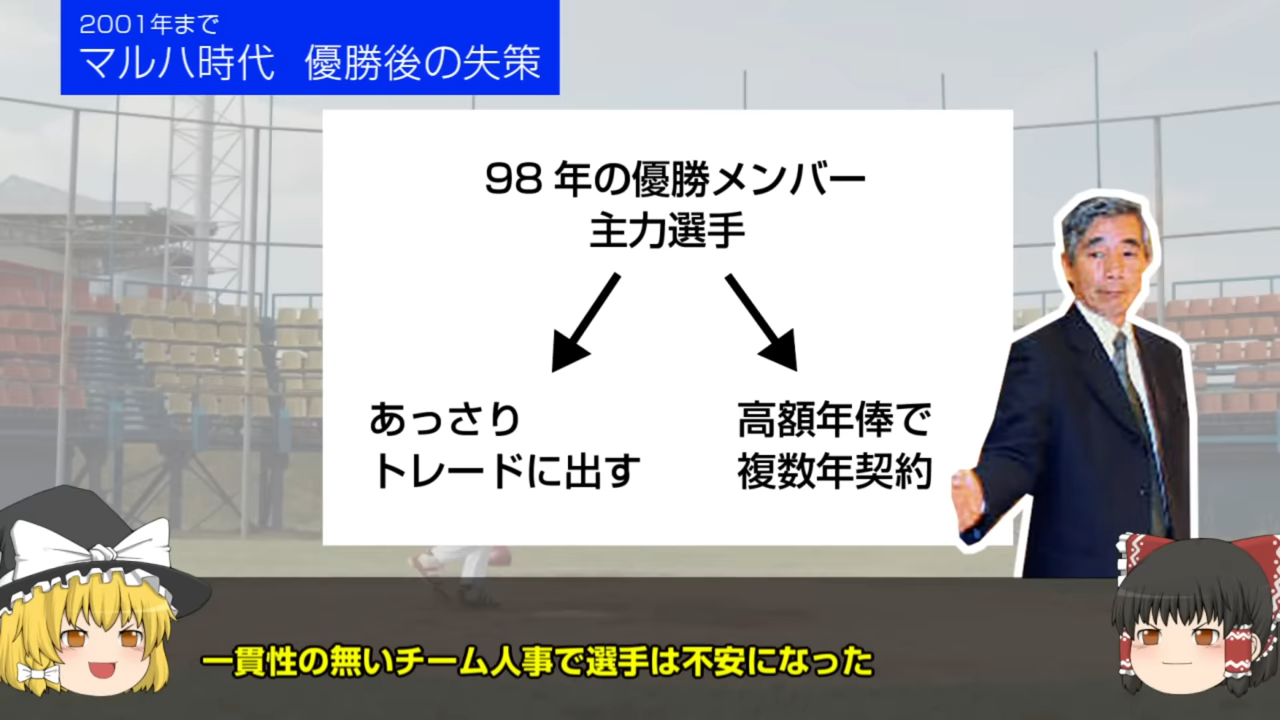 2001年まで
マルハ時代 優勝後の失策
98年の優勝メンバー
主力選手
あっさり
トレードに出す
高額年俸で
複数年契約
一貫性の無いチーム人事で選手は不安になった